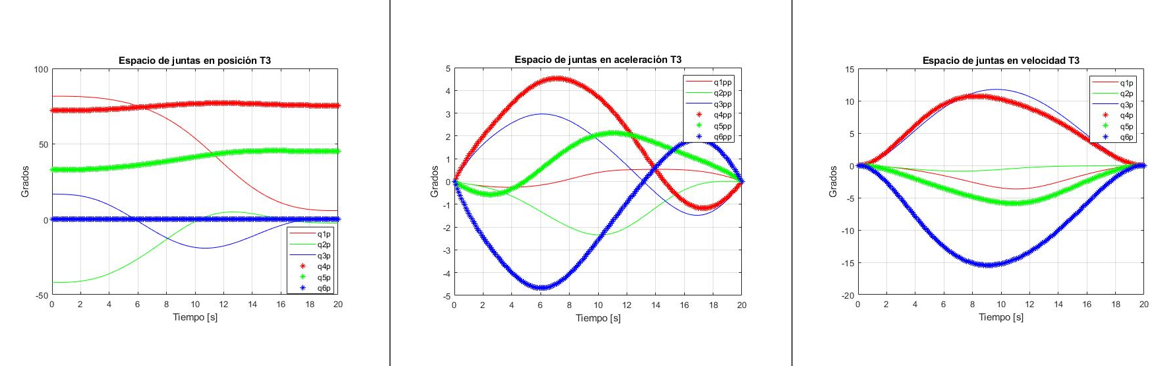 Espacio de juntas en posición T3
100
50
0
-50
Grados
0 2 4 6 8 10 12 14 16 18 20
Tiempo [s]
q1p
q2p
q3p
q4p
q5p
q6p
Espacio de juntas en aceleración T3
5
4
3
2
1
0
-1
-2
-3
-4
-5
Grados
0 2 4 6 8 10 12 14 16 18 20
Tiempo [s]
q1pp
q2pp
q3pp
q4pp
q5pp
q6pp
Espacio de juntas en velocidad T3
15
10
5
0
-5
-10
-15
-20
Grados
0 2 4 6 8 10 12 14 16 18 20
Tiempo [s]
q1p
q2p
q3p
q4p
q5p
q6p